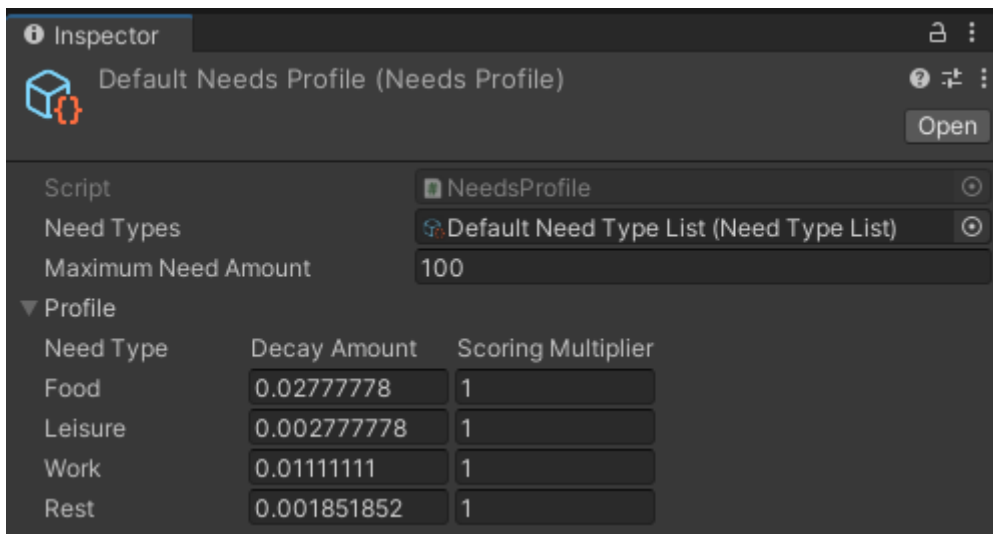 Inspector
Default Needs Profile (Needs Profile)
Open
Script NeedsProfile
Need Types Default Need Type List (Need Type List)
Maximum Need Amount 100
Profile
Need Type Decay Amount Scoring Multiplier
Food 0.02777778 1
Leisure 0.002777778 1
Work 0.01111111 1
Rest 0.001851852 1